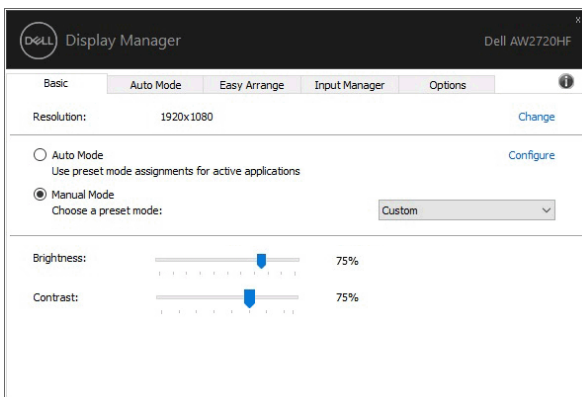 DELL Display Manager
Dell AW2720HF
x
Basic Auto Mode Easy Arrange Input Manager Options i
Resolution: 1920x1080 Change
Auto Mode Configure
Use preset mode assignments for active applications
Manual Mode
Choose a preset mode: Custom
Brightness: 75%
Contrast: 75%